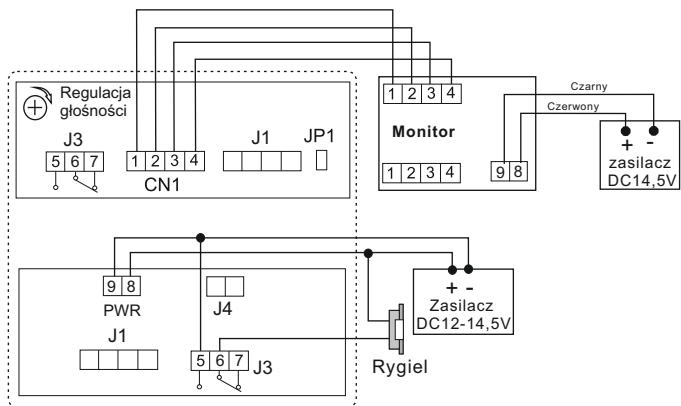 Regulacja
głośności
J3
5 6 7
1 2 3 4
CN1
J1
JP1
1 2 3 4
Monitor
1 2 3 4
9 8
Czarny
Czerwony
+ -
zasilacz
DC14,5V
9 8
PWR
J4
J1
5 6 7
J3
Rygiel
+ -
Zasilacz
DC12-14,5V